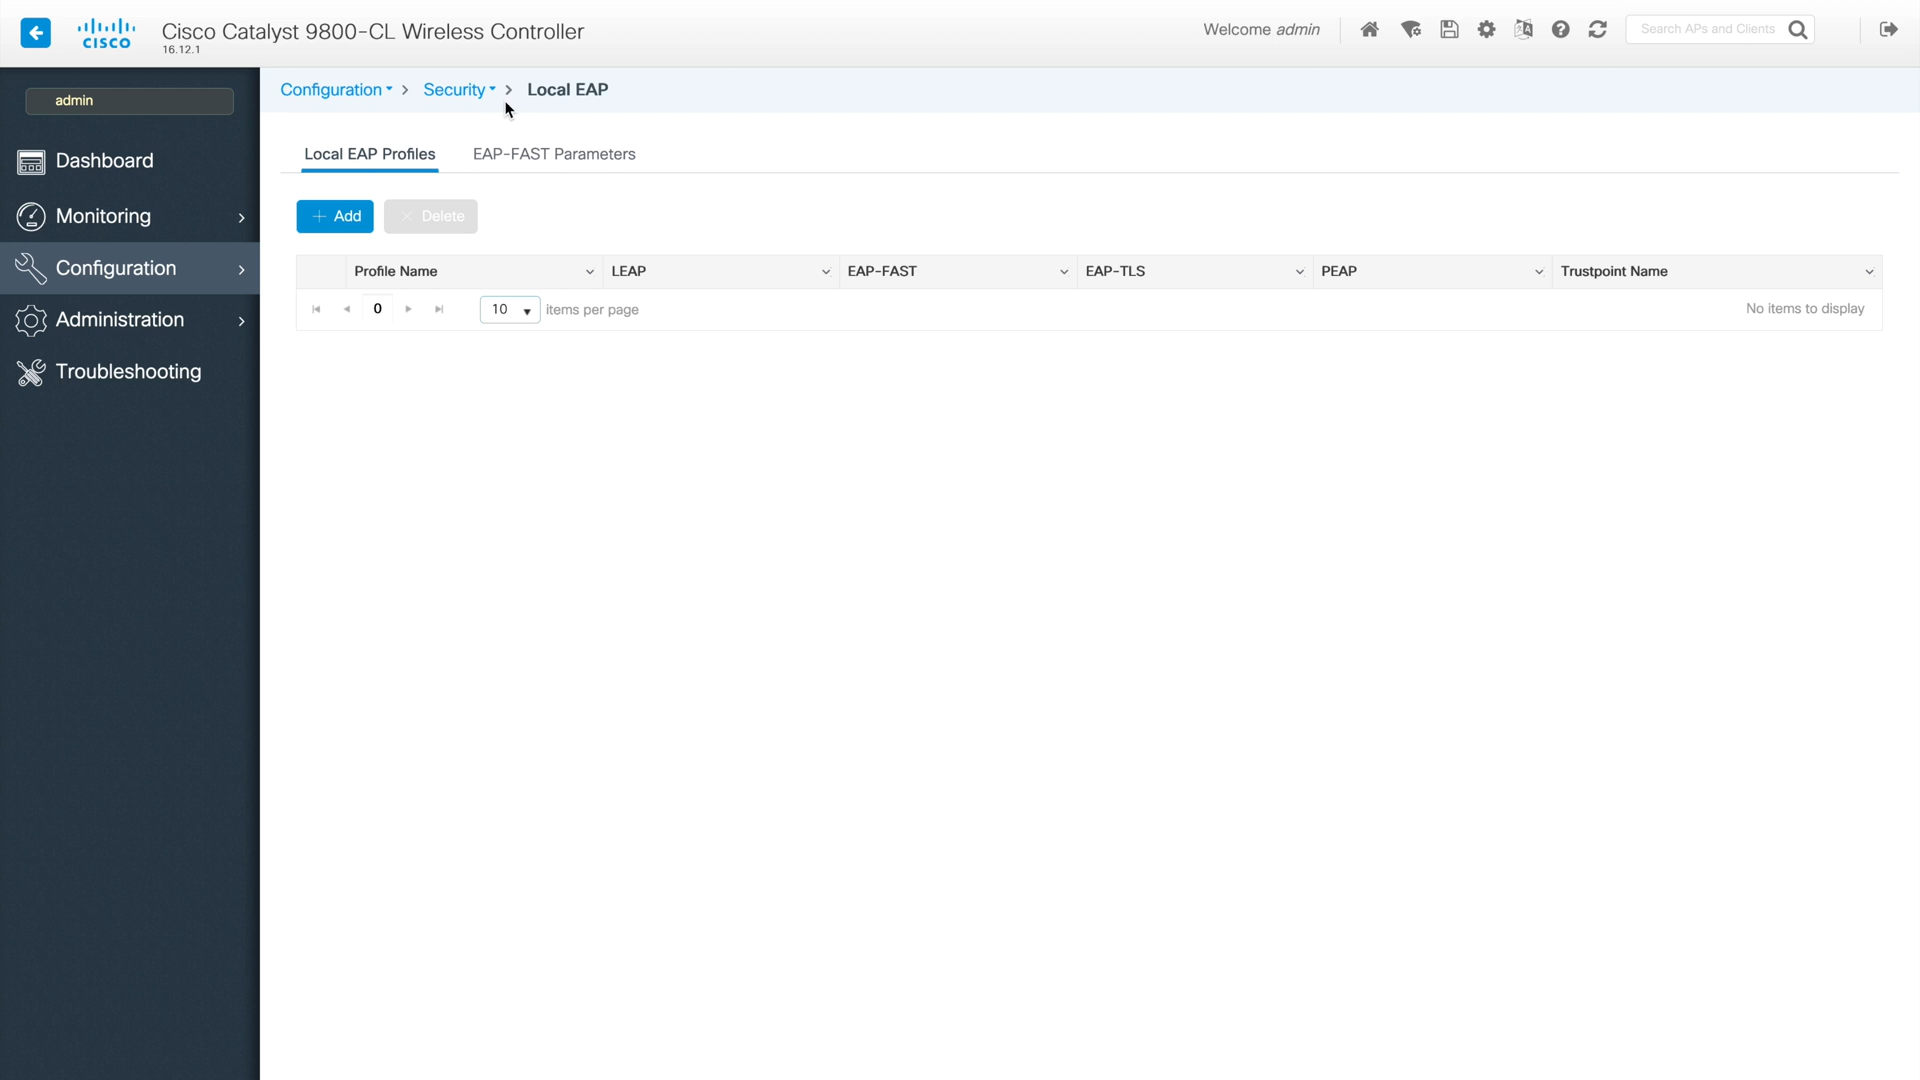 CISCO
Cisco Catalyst 9800-CL Wireless Controller
16.12.1
Welcome admin
Search APs and Clients
admin
Dashboard
Monitoring
Configuration
Administration
Troubleshooting
Configuration > Security > Local EAP
Local EAP Profiles EAP-FAST Parameters
+ Add × Delete
Profile Name LEAP EAP-FAST EAP-TLS PEAP Trustpoint Name
0 10 items per page No items to display